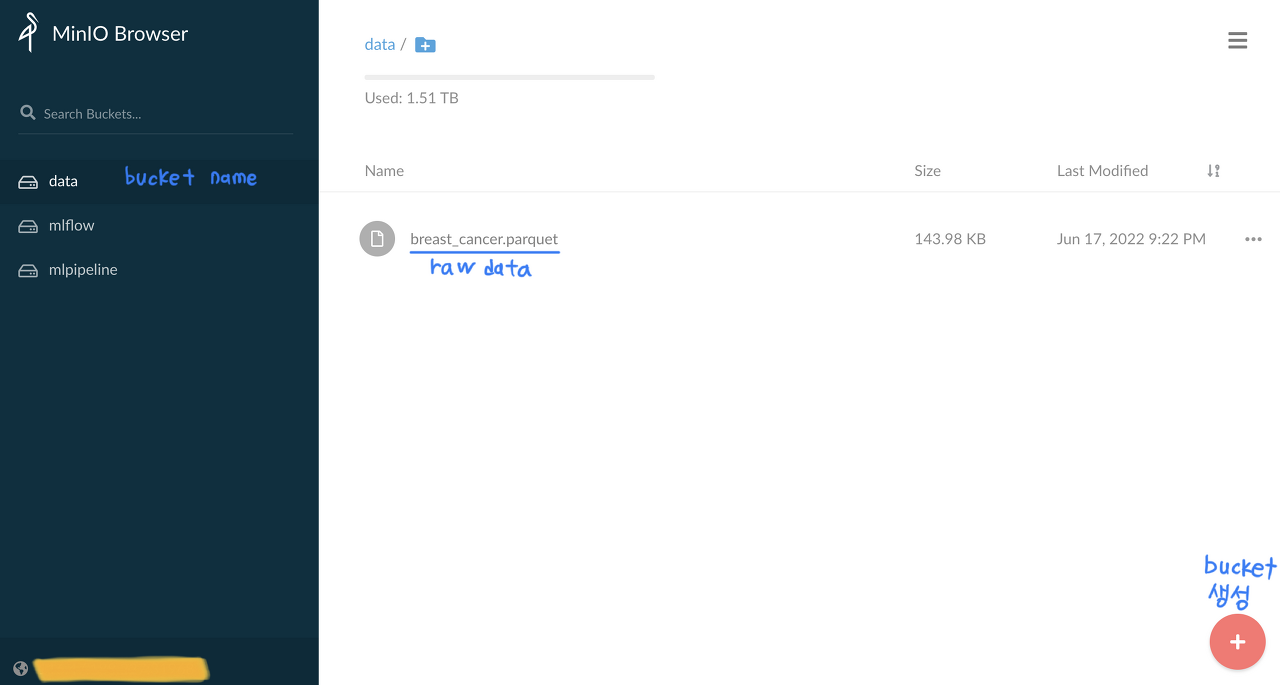 MinIO Browser
data /
Used: 1.51 TB
Search Buckets...
Name Size Last Modified
data bucket name
mlflow
mlpipeline
breast_cancer.parquet 143.98 KB Jun 17, 2022 9:22 PM
raw data
bucket
생성